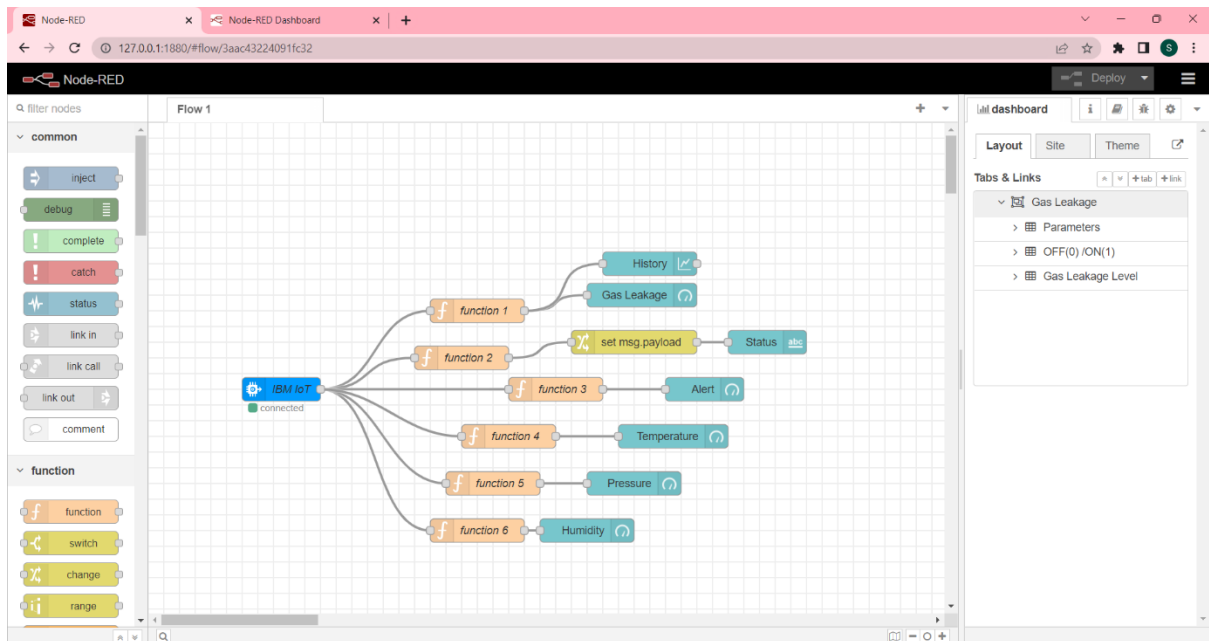 Node-RED
Node-RED Dashboard
127.0.0.1:1880/#flow/3aac43224091fc32
S
Node-RED
Deploy
filter nodes
Flow 1
dashboard
i
common
inject
debug
complete
catch
status
link in
link call
link out
comment
function
function
switch
change
range
History
Gas Leakage
function 1
set msg.payload
Status abc
function 2
IBM IoT
connected
function 3
Alert
function 4
Temperature
function 5
Pressure
function 6
Humidity
Layout Site Theme
Tabs & Links
+tab +link
Gas Leakage
Parameters
OFF(0) /ON(1)
Gas Leakage Level